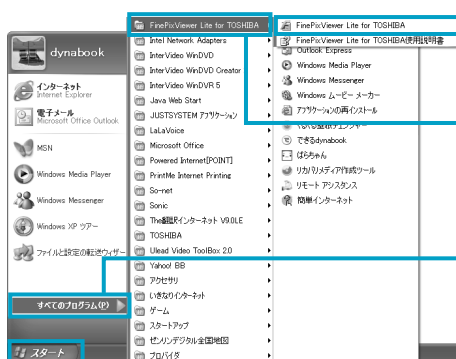 dynabook
インターネット
Internet Explorer
電子メール
Microsoft Office Outlook
MSN
Windows Media Player
Windows Messenger
Windows XP ツアー
ファイルと設定の転送ウィザー
すべてのプログラム(P)
スタート
FinePixViewer Lite for TOSHIBA
Intel Network Adapters
InterVideo WinDVD
InterVideo WinDVD Creator
InterVideo WinDVR 5
Java Web Start
JUSTSYSTEM アプリケーション
LaLaVoice
Microsoft Office
Powered Internet[POINT]
PrintMe Internet Printing
So-net
Sonic
The翻訳インターネット V9.0LE
TOSHIBA
Ulead Video ToolBox 2.0
Yahoo! BB
アクセサリ
いきなりインターネット
ゲーム
スタートアップ
ゼンリンデジタル全国地図
プロバイダ
FinePixViewer Lite for TOSHIBA
FinePixViewer Lite for TOSHIBA使用説明書
Outlook Express
Windows Media Player
Windows Messenger
Windows ムービー メーカー
アプリケーションの再インストール
できるdynabook
ぱらちゃん
リカバリメディア作成ツール
リモート アシスタンス
簡単インターネット